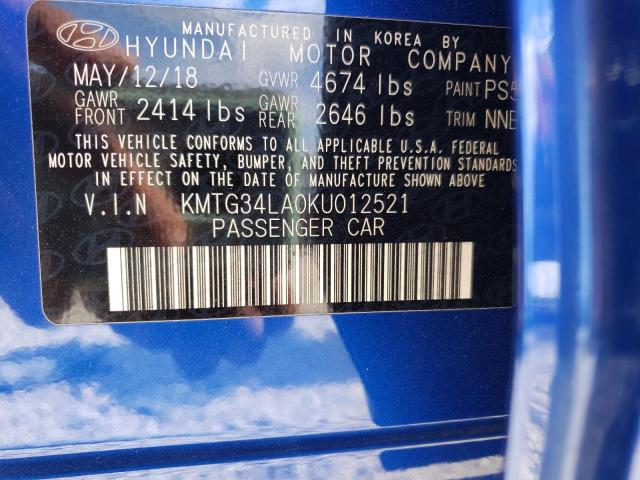 MANUFACTURED IN KOREA BY
HYUNDAI MOTOR COMPANY
MAY/12/18 GVWR 4674 lbs PAINT PS5
GAWR FRONT 2414 lbs GAWR REAR 2646 lbs TRIM NNB
THIS VEHICLE CONFORMS TO ALL APPLICABLE U.S.A. FEDERAL
MOTOR VEHICLE SAFETY, BUMPER, AND THEFT PREVENTION STANDARDS
IN EFFECT ON THE DATE OF MANUFACTURE SHOWN ABOVE.
V.I.N KMTG34LA0KU012521
PASSENGER CAR